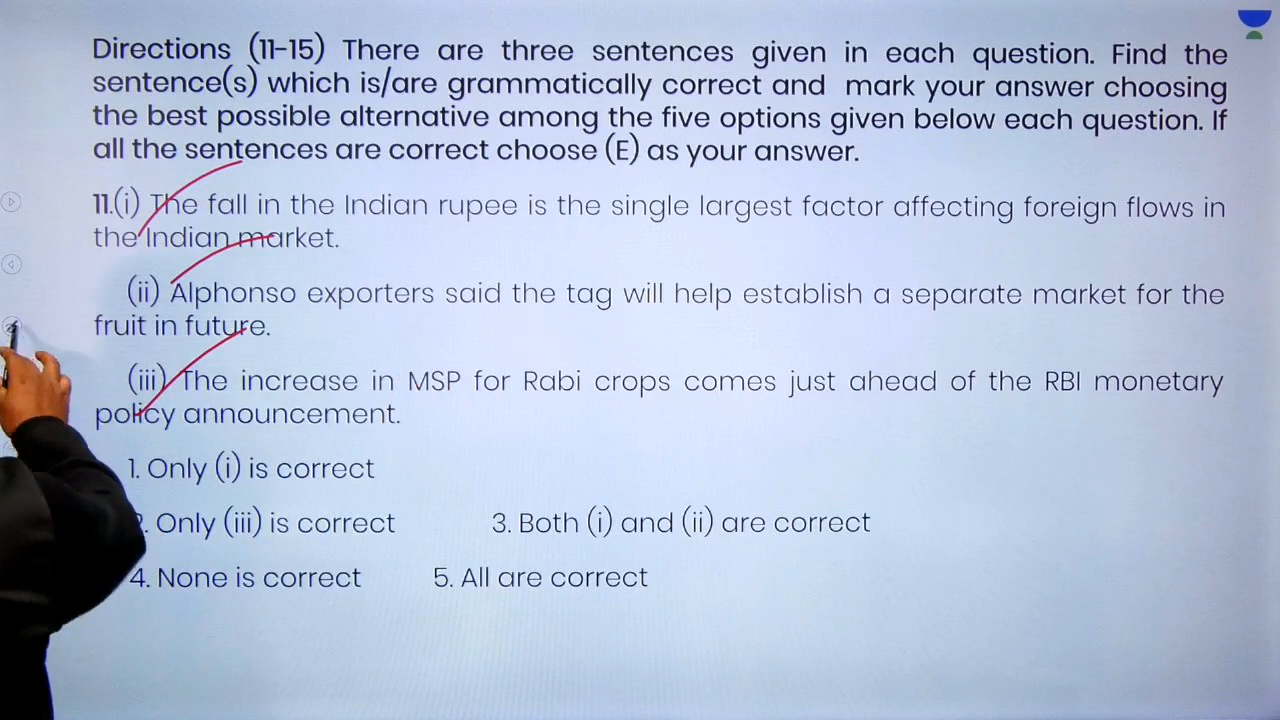 Directions (11-15) There are three sentences given in each question. Find the
sentence(s) which is/are grammatically correct and mark your answer choosing
the best possible alternative among the five options given below each question. If
all the sentences are correct choose (E) as your answer.
11.(i) The fall in the Indian rupee is the single largest factor affecting foreign flows in
the Indian market.
(ii) Alphonso exporters said the tag will help establish a separate market for the
fruit in future.
(iii) The increase in MSP for Rabi crops comes just ahead of the RBI monetary
policy announcement.
1. Only (i) is correct
2. Only (iii) is correct 3. Both (i) and (ii) are correct
4. None is correct 5. All are correct